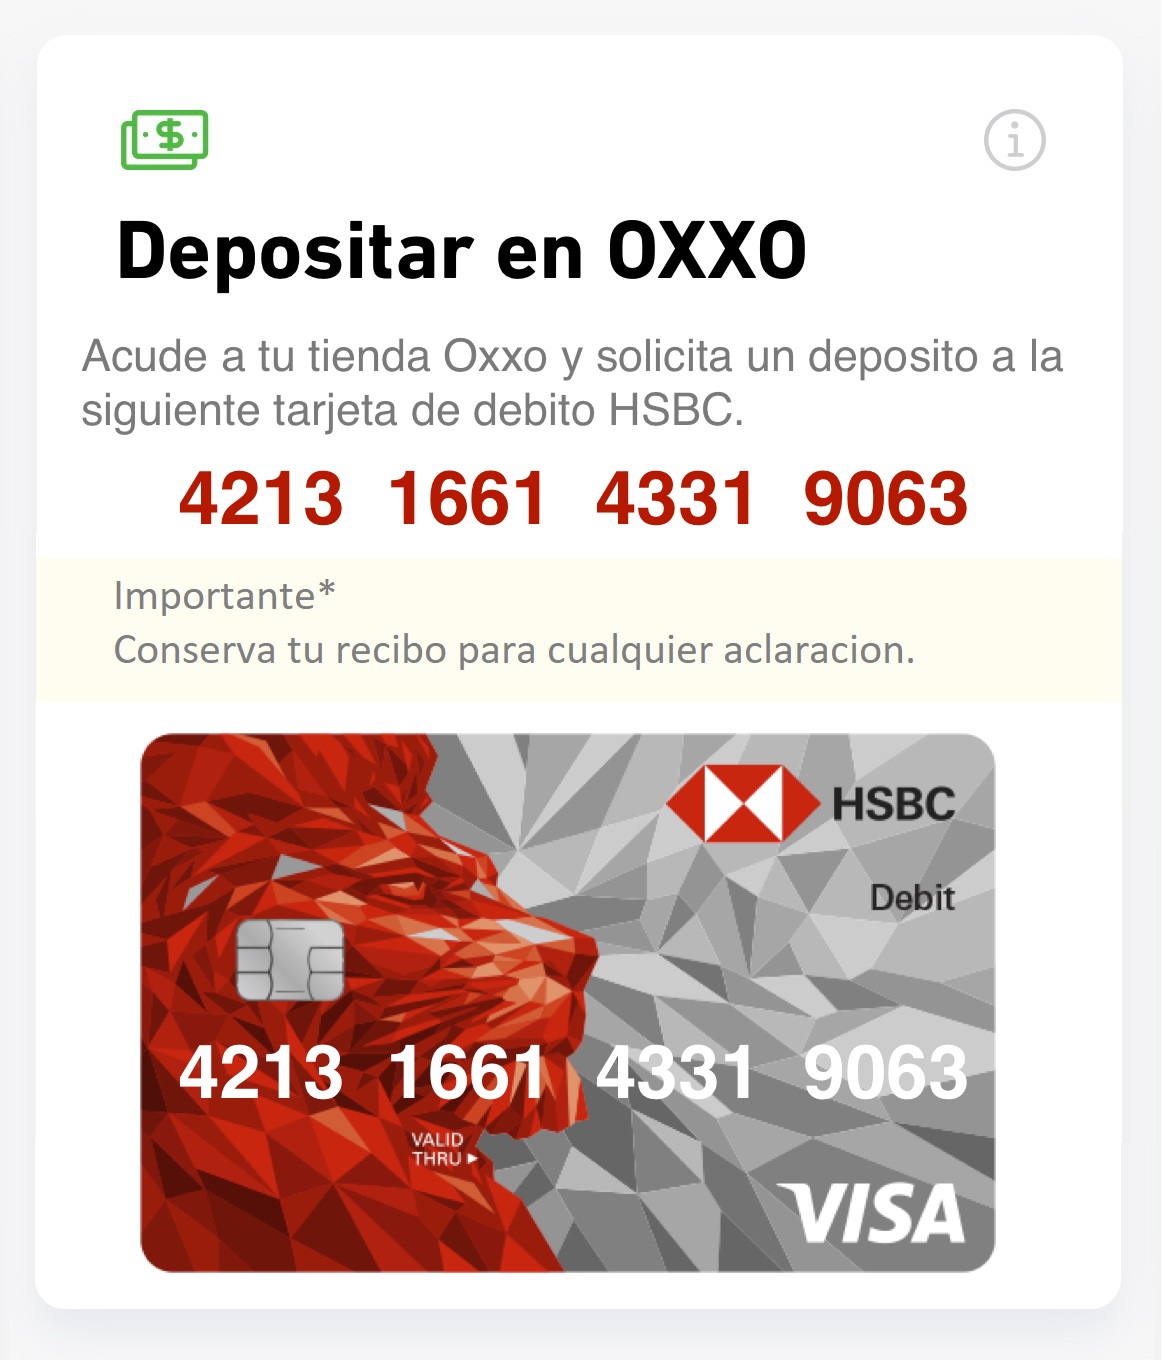 Depositar en OXXO
Acude a tu tienda Oxxo y solicita un deposito a la
siguiente tarjeta de debito HSBC.
4213 1661 4331 9063
Importante*
Conserva tu recibo para cualquier aclaracion.
HSBC
Debit
4213 1661 4331 9063
VALID
THRU
VISA